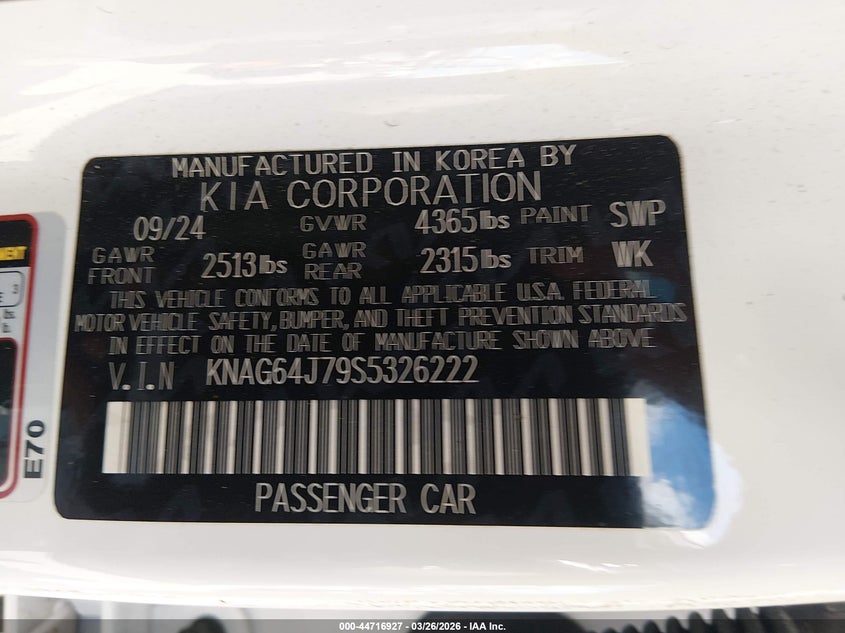 MANUFACTURED IN KOREA BY
KIA CORPORATION
09/24 GVWR 4365lbs PAINT SWP
GAWR FRONT 2513lbs GAWR REAR 2315lbs TRIM WK
THIS VEHICLE CONFORMS TO ALL APPLICABLE U.S.A. FEDERAL
MOTOR VEHICLE SAFETY, BUMPER, AND THEFT PREVENTION STANDARDS
IN EFFECT ON THE DATE OF MANUFACTURE SHOWN ABOVE.
V.I.N KNAG64J79S5326222
PASSENGER CAR
3
lbs.
E70
000-44716927 - 03/26/2026 - IAA Inc.